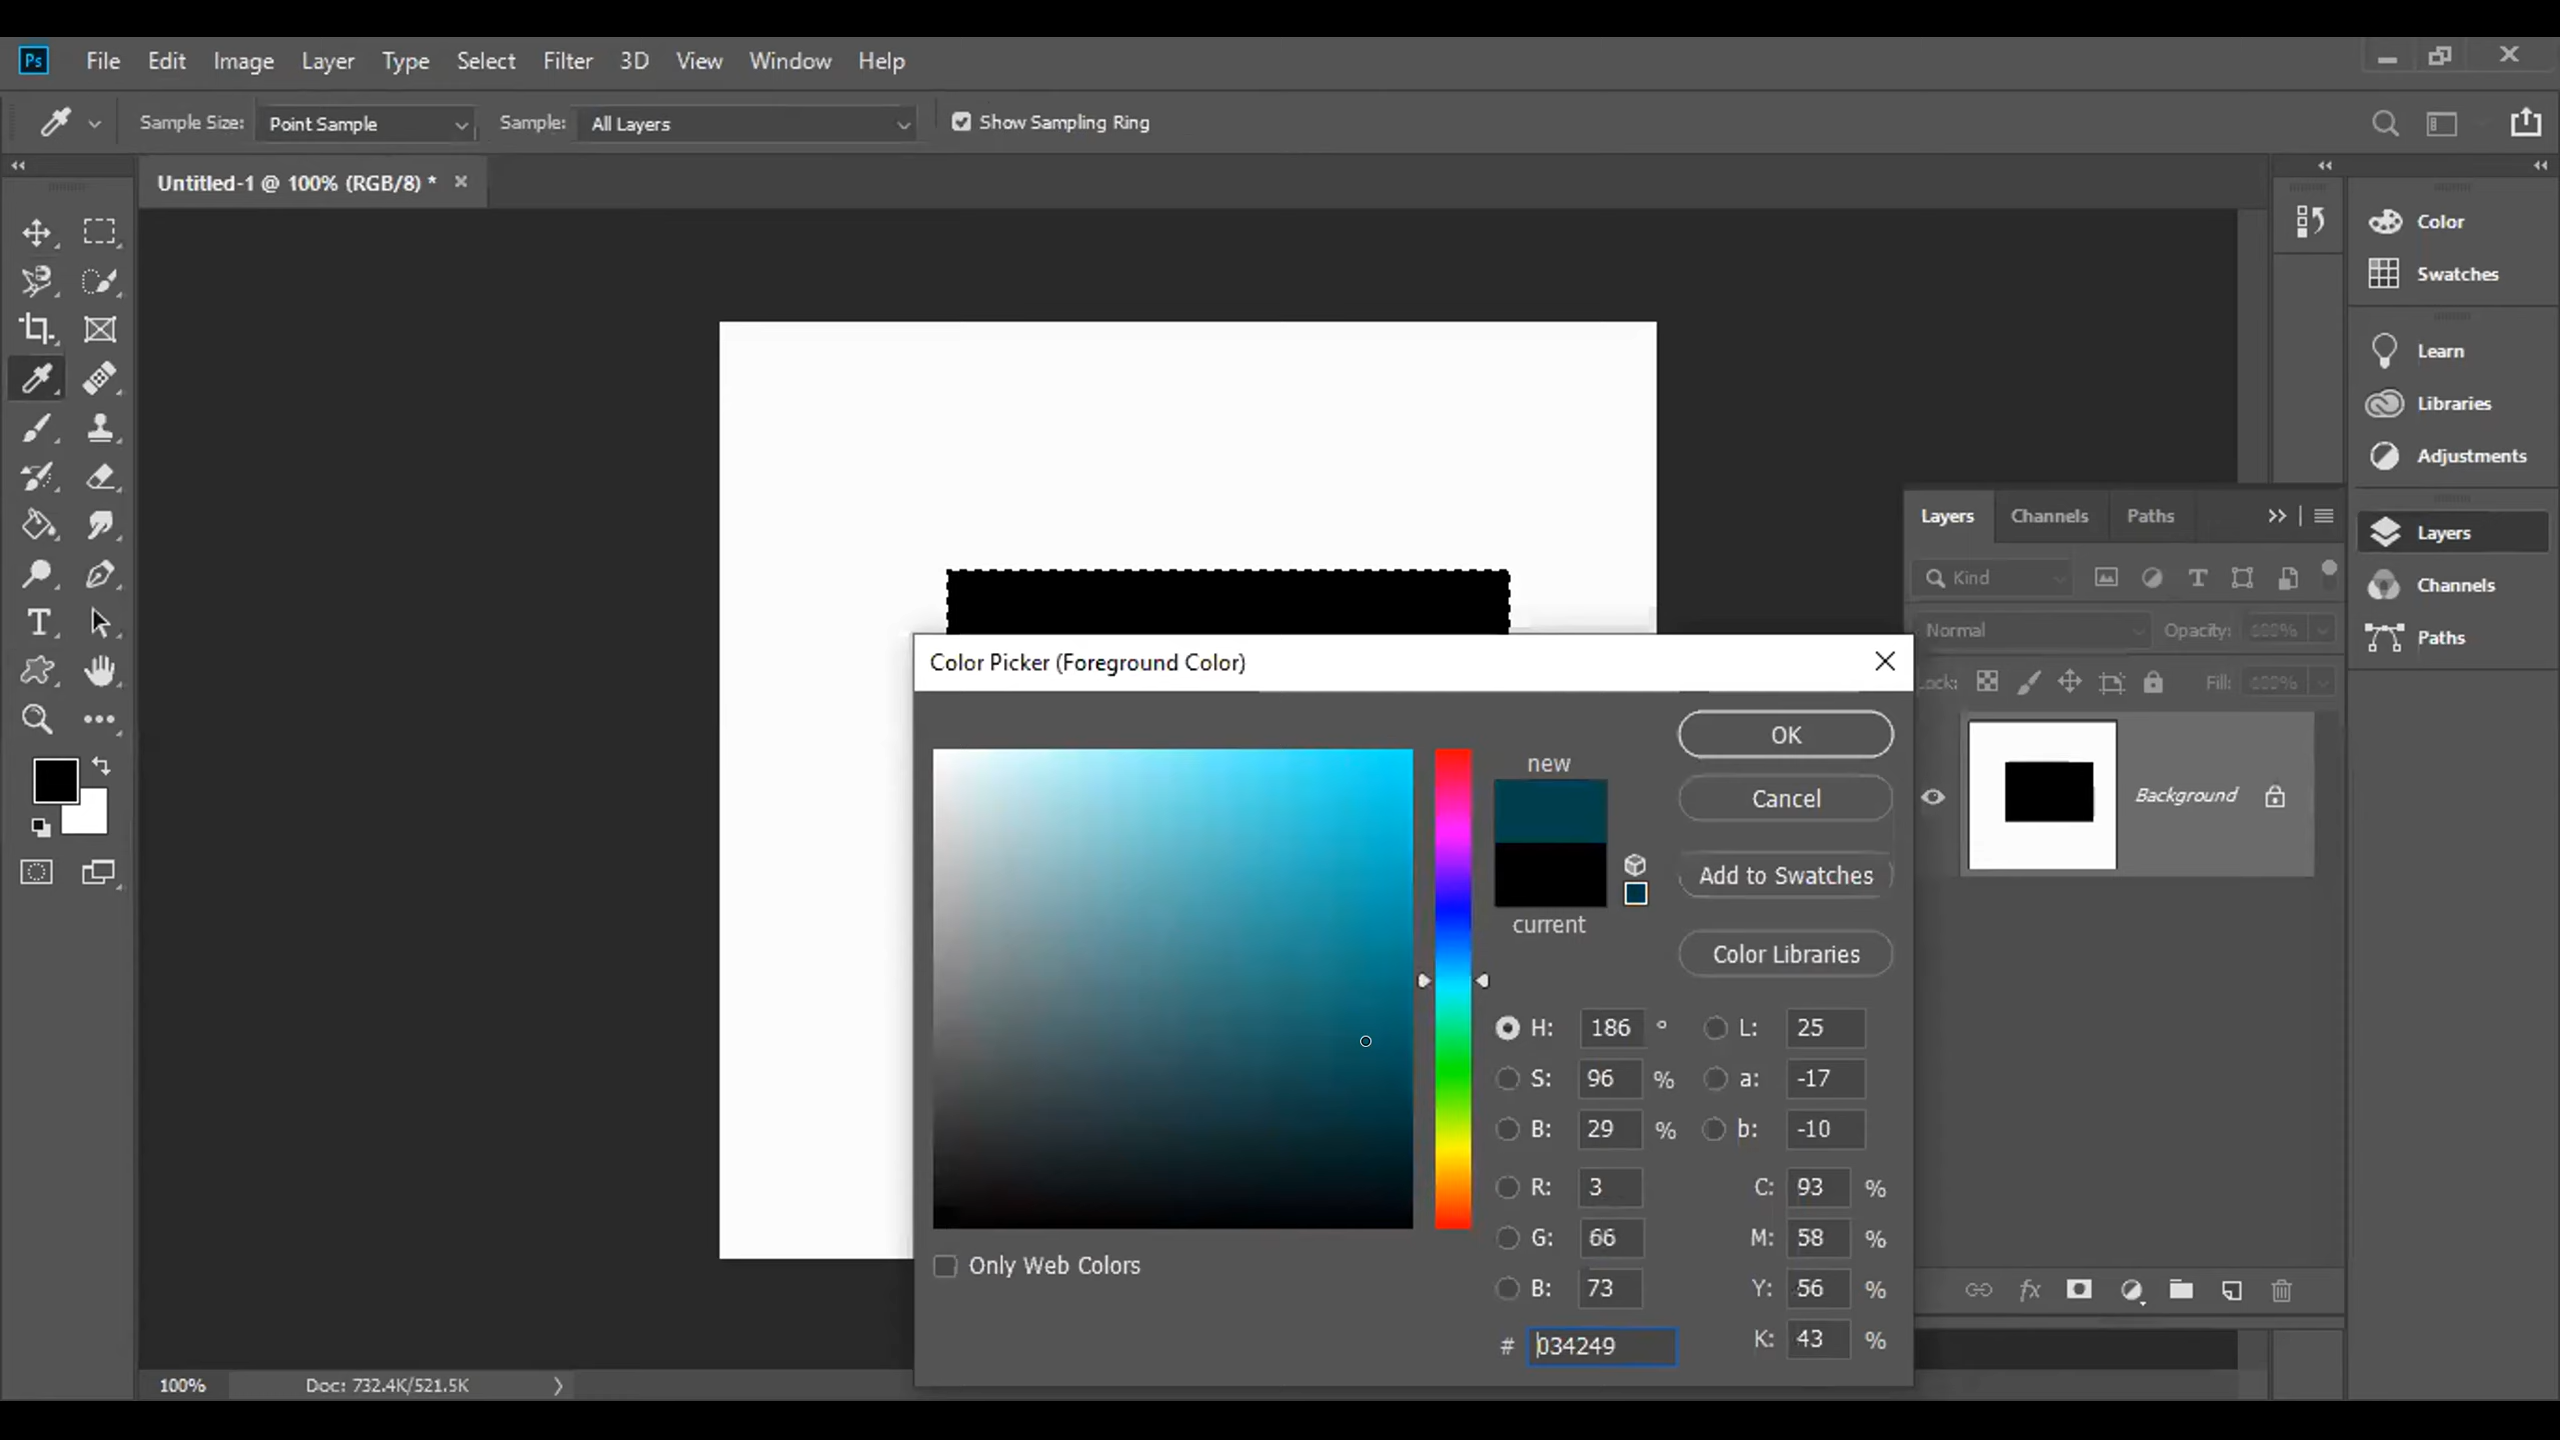 Ps File Edit Image Layer Type Select Filter 3D View Window Help
Sample Size: Point Sample Sample: All Layers Show Sampling Ring
Untitled-1 @ 100% (RGB/8) *
Color
Swatches
Learn
Libraries
Adjustments
Layers
Channels
Paths
Layers Channels Paths
Kind
Normal Opacity:
Fill:
Background
Color Picker (Foreground Color)
new
current
OK
Cancel
Add to Swatches
Color Libraries
H: 186 ° L: 25
S: 96 % a: -17
B: 29 % b: -10
R: 3 C: 93 %
G: 66 M: 58 %
B: 73 Y: 56 %
# 034249 K: 43 %
Only Web Colors
T
fx
100% Doc: 732.4K/521.5K